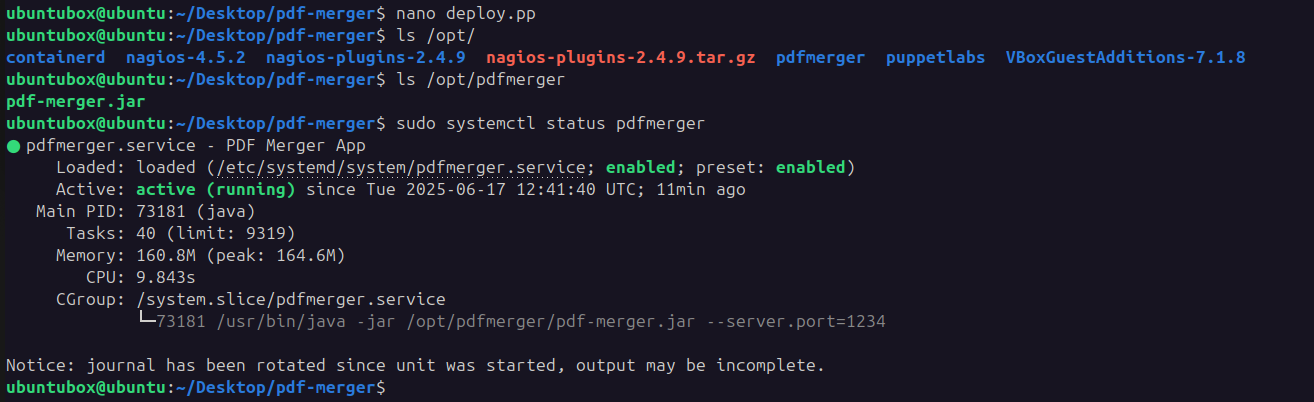 ubuntubox@ubuntu:~/Desktop/pdf-merger$ nano deploy.pp
ubuntubox@ubuntu:~/Desktop/pdf-merger$ ls /opt/
containerd  nagios-4.5.2  nagios-plugins-2.4.9  nagios-plugins-2.4.9.tar.gz  pdfmerger  puppetlabs  VBoxGuestAdditions-7.1.8
ubuntubox@ubuntu:~/Desktop/pdf-merger$ ls /opt/pdfmerger
pdf-merger.jar
ubuntubox@ubuntu:~/Desktop/pdf-merger$ sudo systemctl status pdfmerger
● pdfmerger.service - PDF Merger App
     Loaded: loaded (/etc/systemd/system/pdfmerger.service; enabled; preset: enabled)
     Active: active (running) since Tue 2025-06-17 12:41:40 UTC; 11min ago
   Main PID: 73181 (java)
      Tasks: 40 (limit: 9319)
     Memory: 160.8M (peak: 164.6M)
        CPU: 9.843s
     CGroup: /system.slice/pdfmerger.service
             └─73181 /usr/bin/java -jar /opt/pdfmerger/pdf-merger.jar --server.port=1234

Notice: journal has been rotated since unit was started, output may be incomplete.
ubuntubox@ubuntu:~/Desktop/pdf-merger$